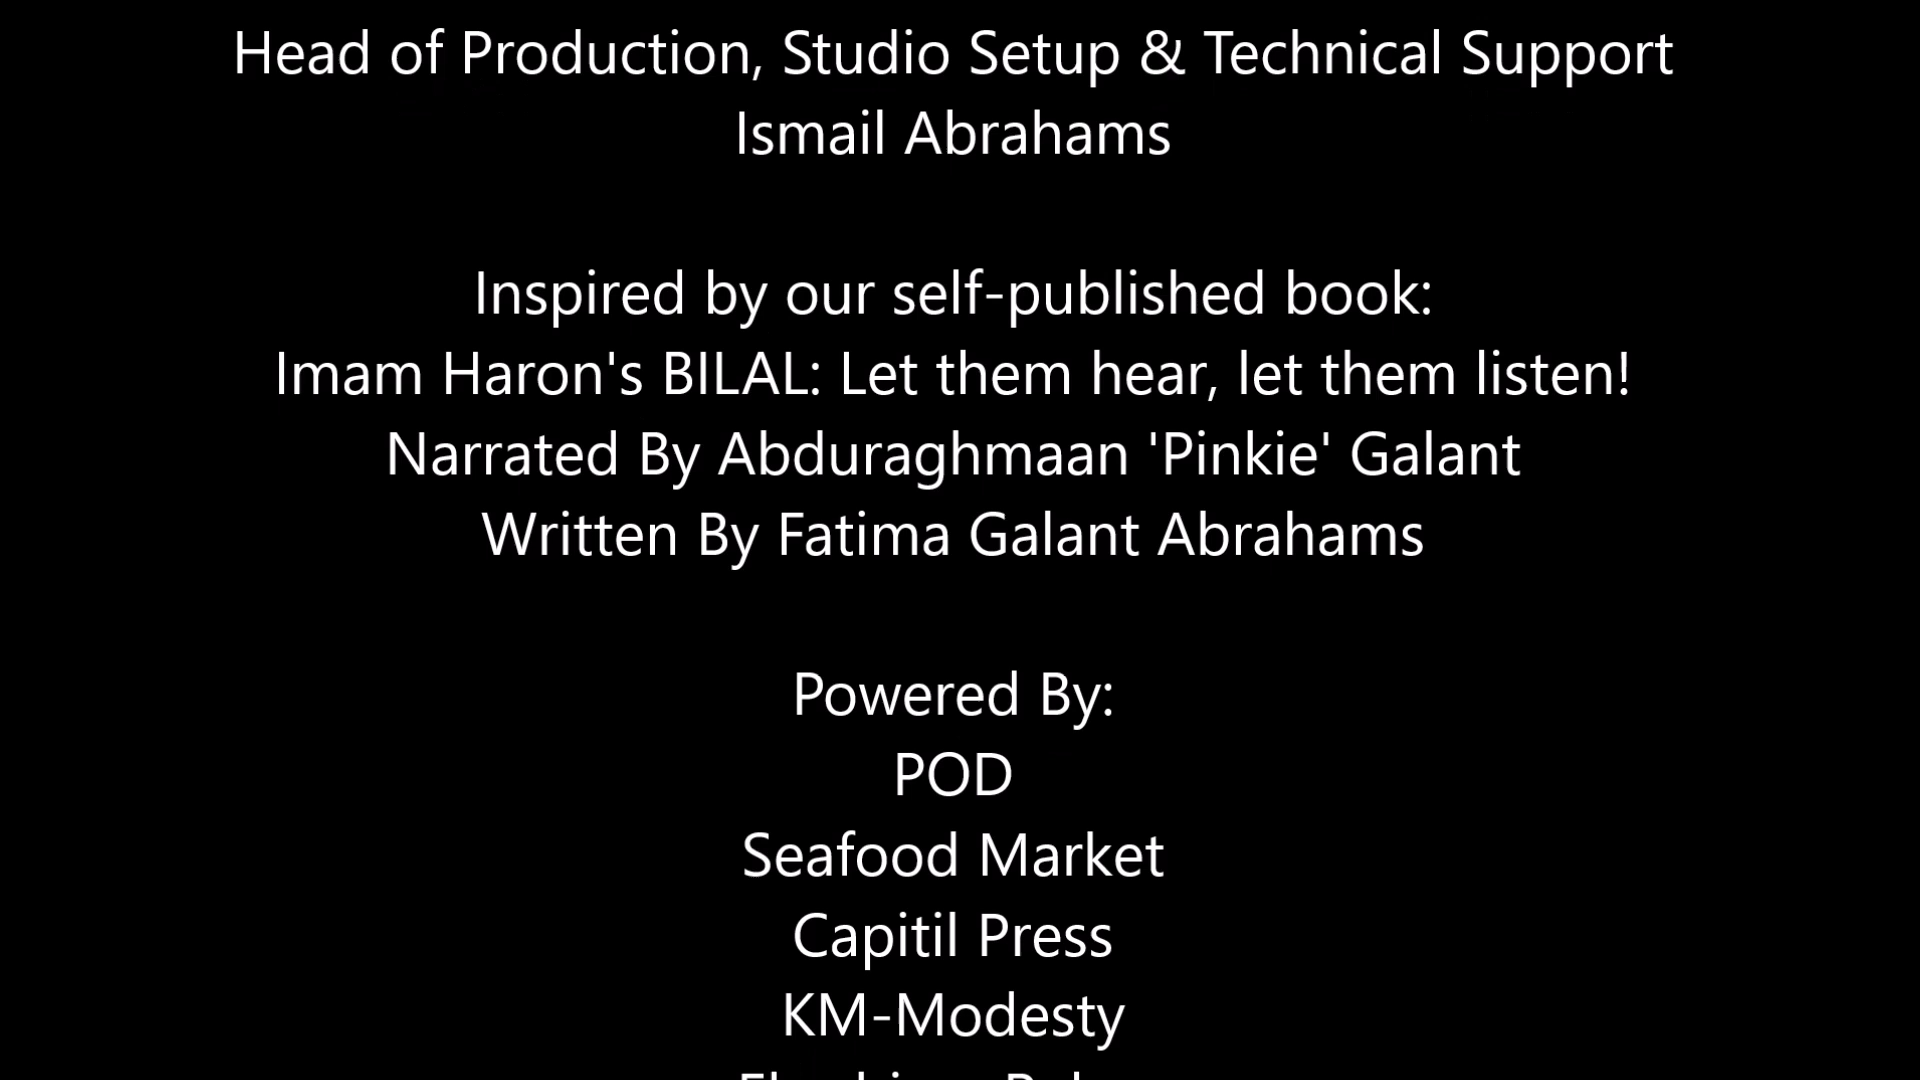 Head of Production, Studio Setup & Technical Support
Ismail Abrahams
Inspired by our self-published book:
Imam Haron's BILAL: Let them hear, let them listen!
Narrated By Abduraghmaan 'Pinkie' Galant
Written By Fatima Galant Abrahams
Powered By:
POD
Seafood Market
Capitil Press
KM-Modesty